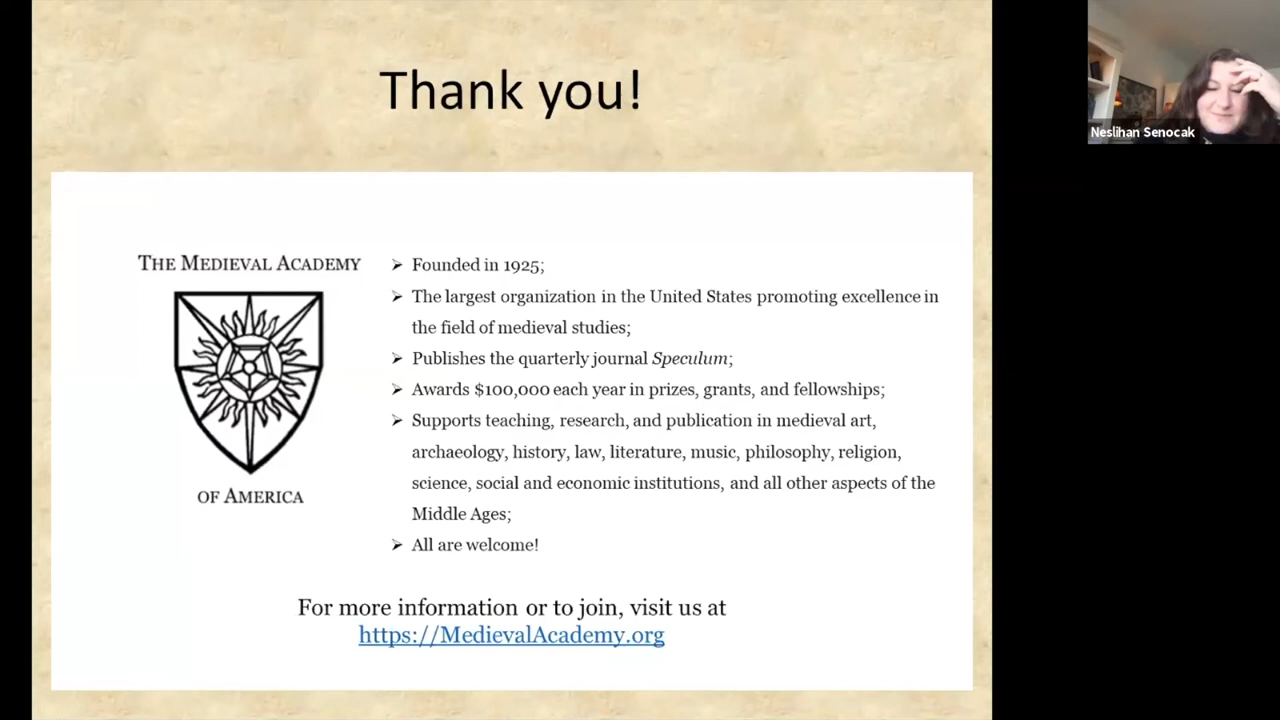 Thank you!
Neslihan Senocak
THE MEDIEVAL ACADEMY
OF AMERICA
➢ Founded in 1925;
➢ The largest organization in the United States promoting excellence in
the field of medieval studies;
➢ Publishes the quarterly journal Speculum;
➢ Awards $100,000 each year in prizes, grants, and fellowships;
➢ Supports teaching, research, and publication in medieval art,
archaeology, history, law, literature, music, philosophy, religion,
science, social and economic institutions, and all other aspects of the
Middle Ages;
➢ All are welcome!
For more information or to join, visit us at
https://MedievalAcademy.org